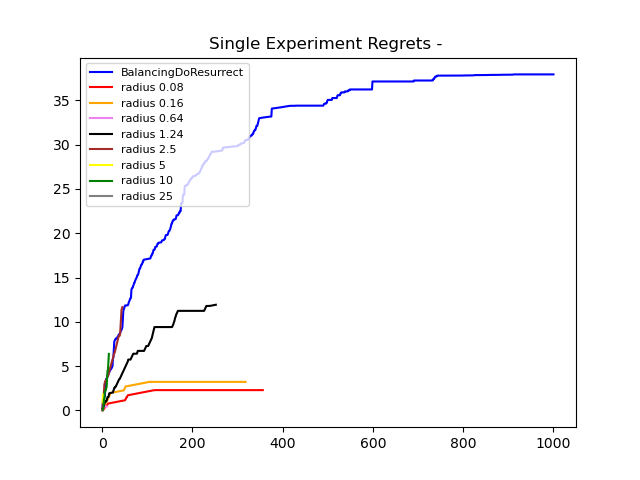 Single Experiment Regrets -
BalancingDoResurrect
radius 0.08
radius 0.16
radius 0.64
radius 1.24
radius 2.5
radius 5
radius 10
radius 25
35
30
25
20
15
10
5
0
0 200 400 600 800 1000